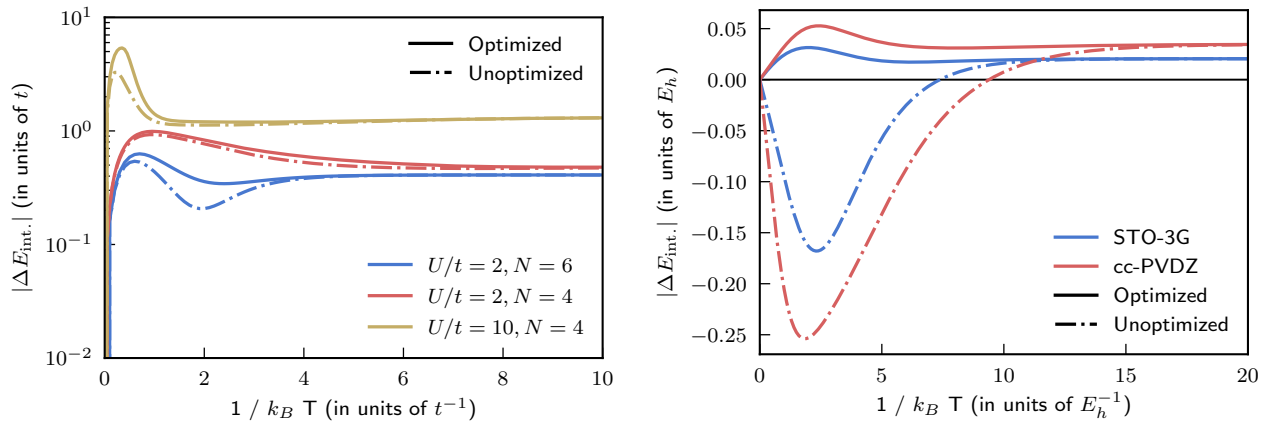 |ΔE_int.| (in units of t)
10^1
10^0
10^−1
10^−2
Optimized
Unoptimized
U/t = 2, N = 6
U/t = 2, N = 4
U/t = 10, N = 4
0 2 4 6 8 10
1 / k_B T (in units of t^−1)
|ΔE_int.| (in units of E_h)
0.05
0.00
−0.05
−0.10
−0.15
−0.20
−0.25
STO-3G
cc-PVDZ
Optimized
Unoptimized
0 5 10 15 20
1 / k_B T (in units of E_h^−1)